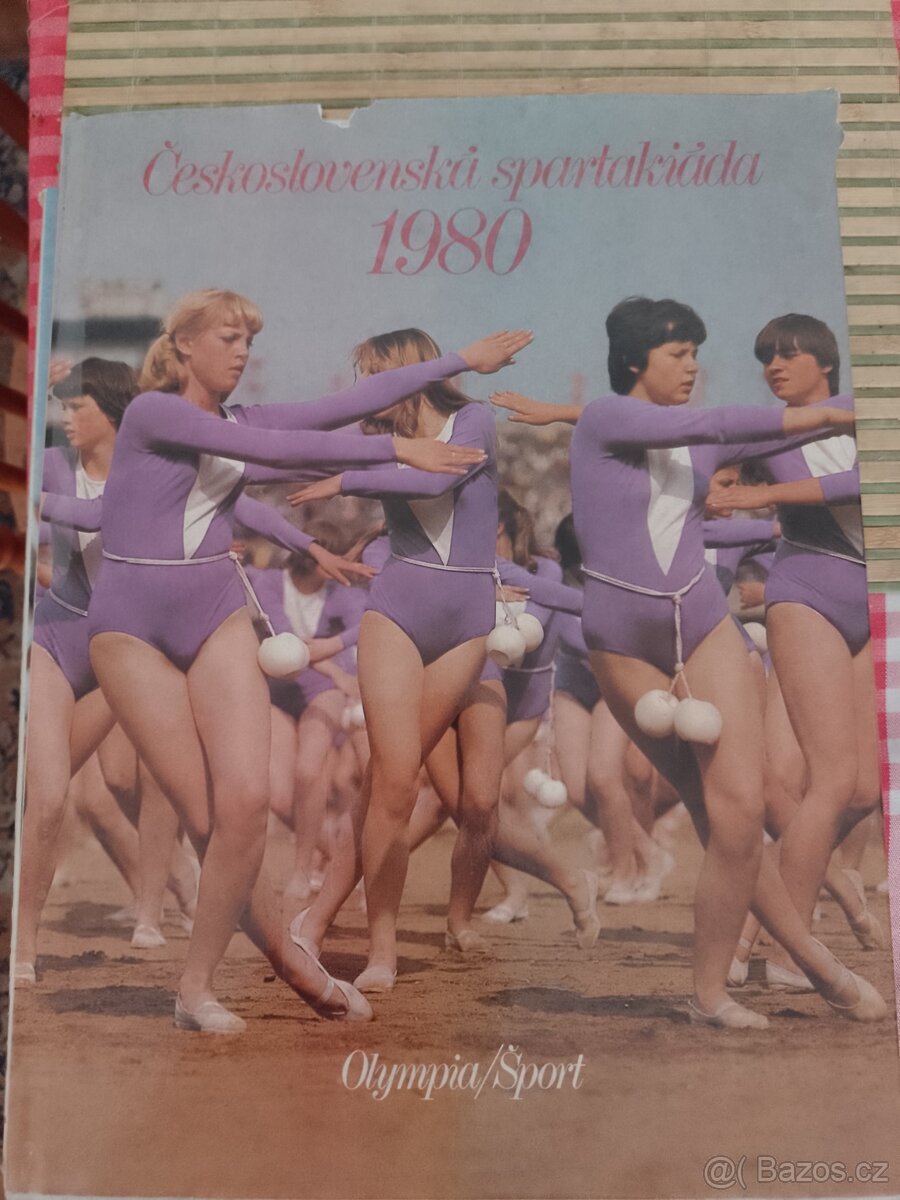 Československá spartakiáda
1980
Olympia/Šport
@( Bazos.cz